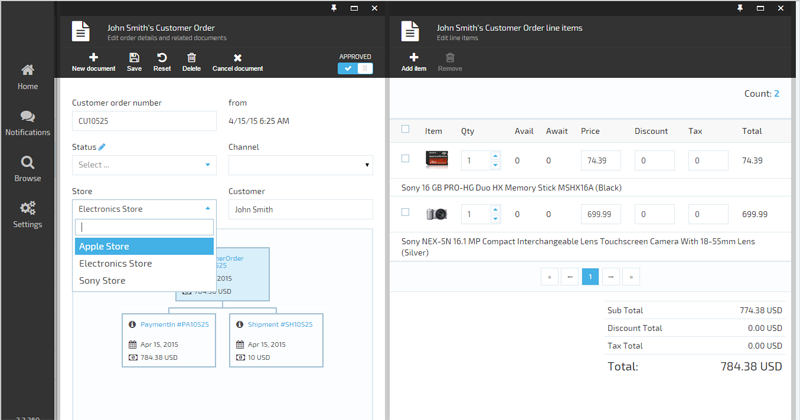 Home
Notifications
Browse
Settings
John Smith's Customer Order
Edit order details and related documents
New document Save Reset Delete Cancel document
APPROVED
Customer order number from
CU10525 4/15/15 6:25 AM
Status Channel
Select ...
Store Customer
Electronics Store John Smith
Apple Store
Electronics Store
Sony Store
2015
784.38 USD
PaymentIn #PA10525 Shipment #SH10525
Apr 15, 2015 Apr 15, 2015
784.38 USD 10 USD
John Smith's Customer Order line items
Edit line items
Add item Remove
Count: 2
Item Qty Avail Await Price Discount Tax Total
1 0 0 74.39 0 0 74.39
Sony 16 GB PRO-HG Duo HX Memory Stick MSHX16A (Black)
1 0 0 699.99 0 0 699.99
Sony NEX-5N 16.1 MP Compact Interchangeable Lens Touchscreen Camera With 18-55mm Lens
(Silver)
1
Sub Total 774.38 USD
Discount Total 0.00 USD
Tax Total 0.00 USD
Total: 784.38 USD